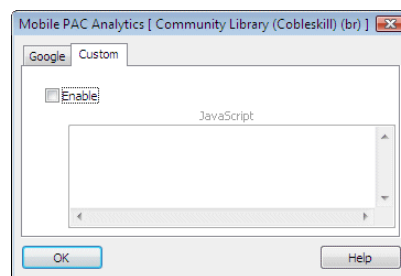 Mobile PAC Analytics [ Community Library (Cobleskill) (br) ]
Google Custom
Enable
JavaScript
OK Help